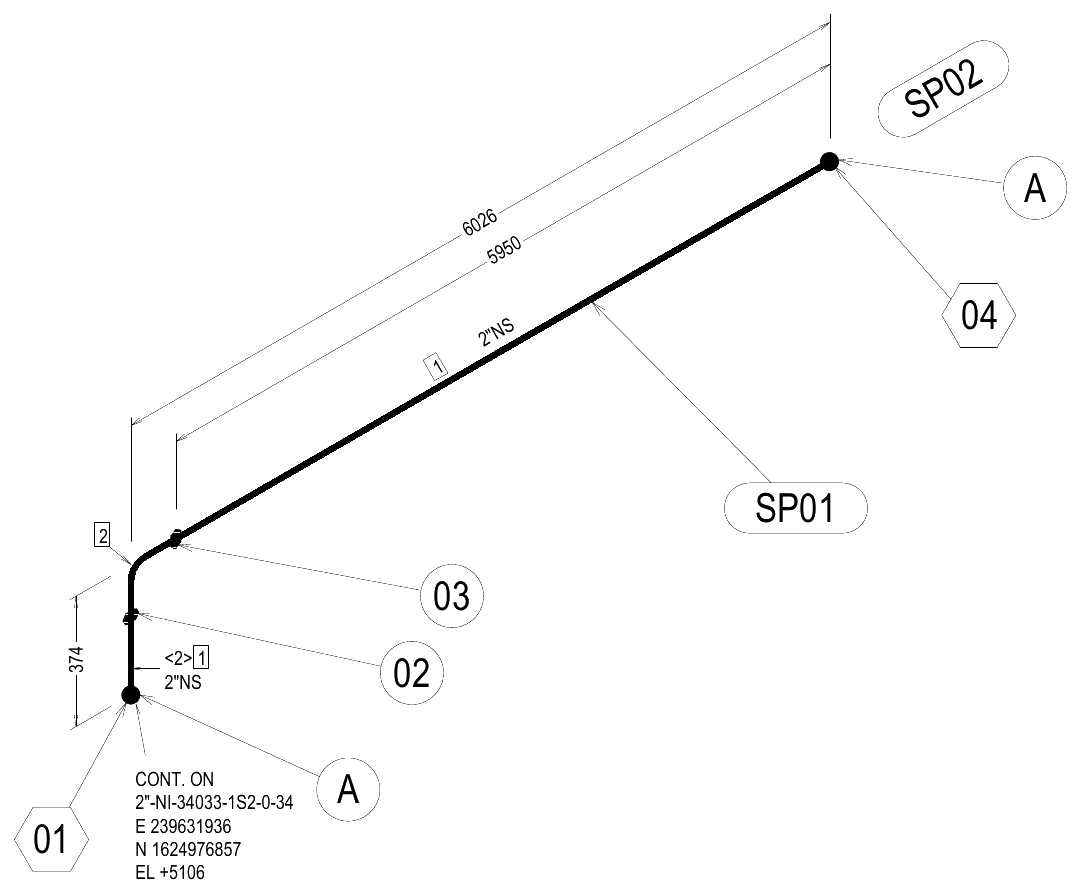 SP02
A
6026
5950
04
2"NS
1
SP01
2
03
374
<2> 1
2"NS
02
A
01
CONT. ON
2"-NI-34033-1S2-0-34
E 239631936
N 1624976857
EL +5106